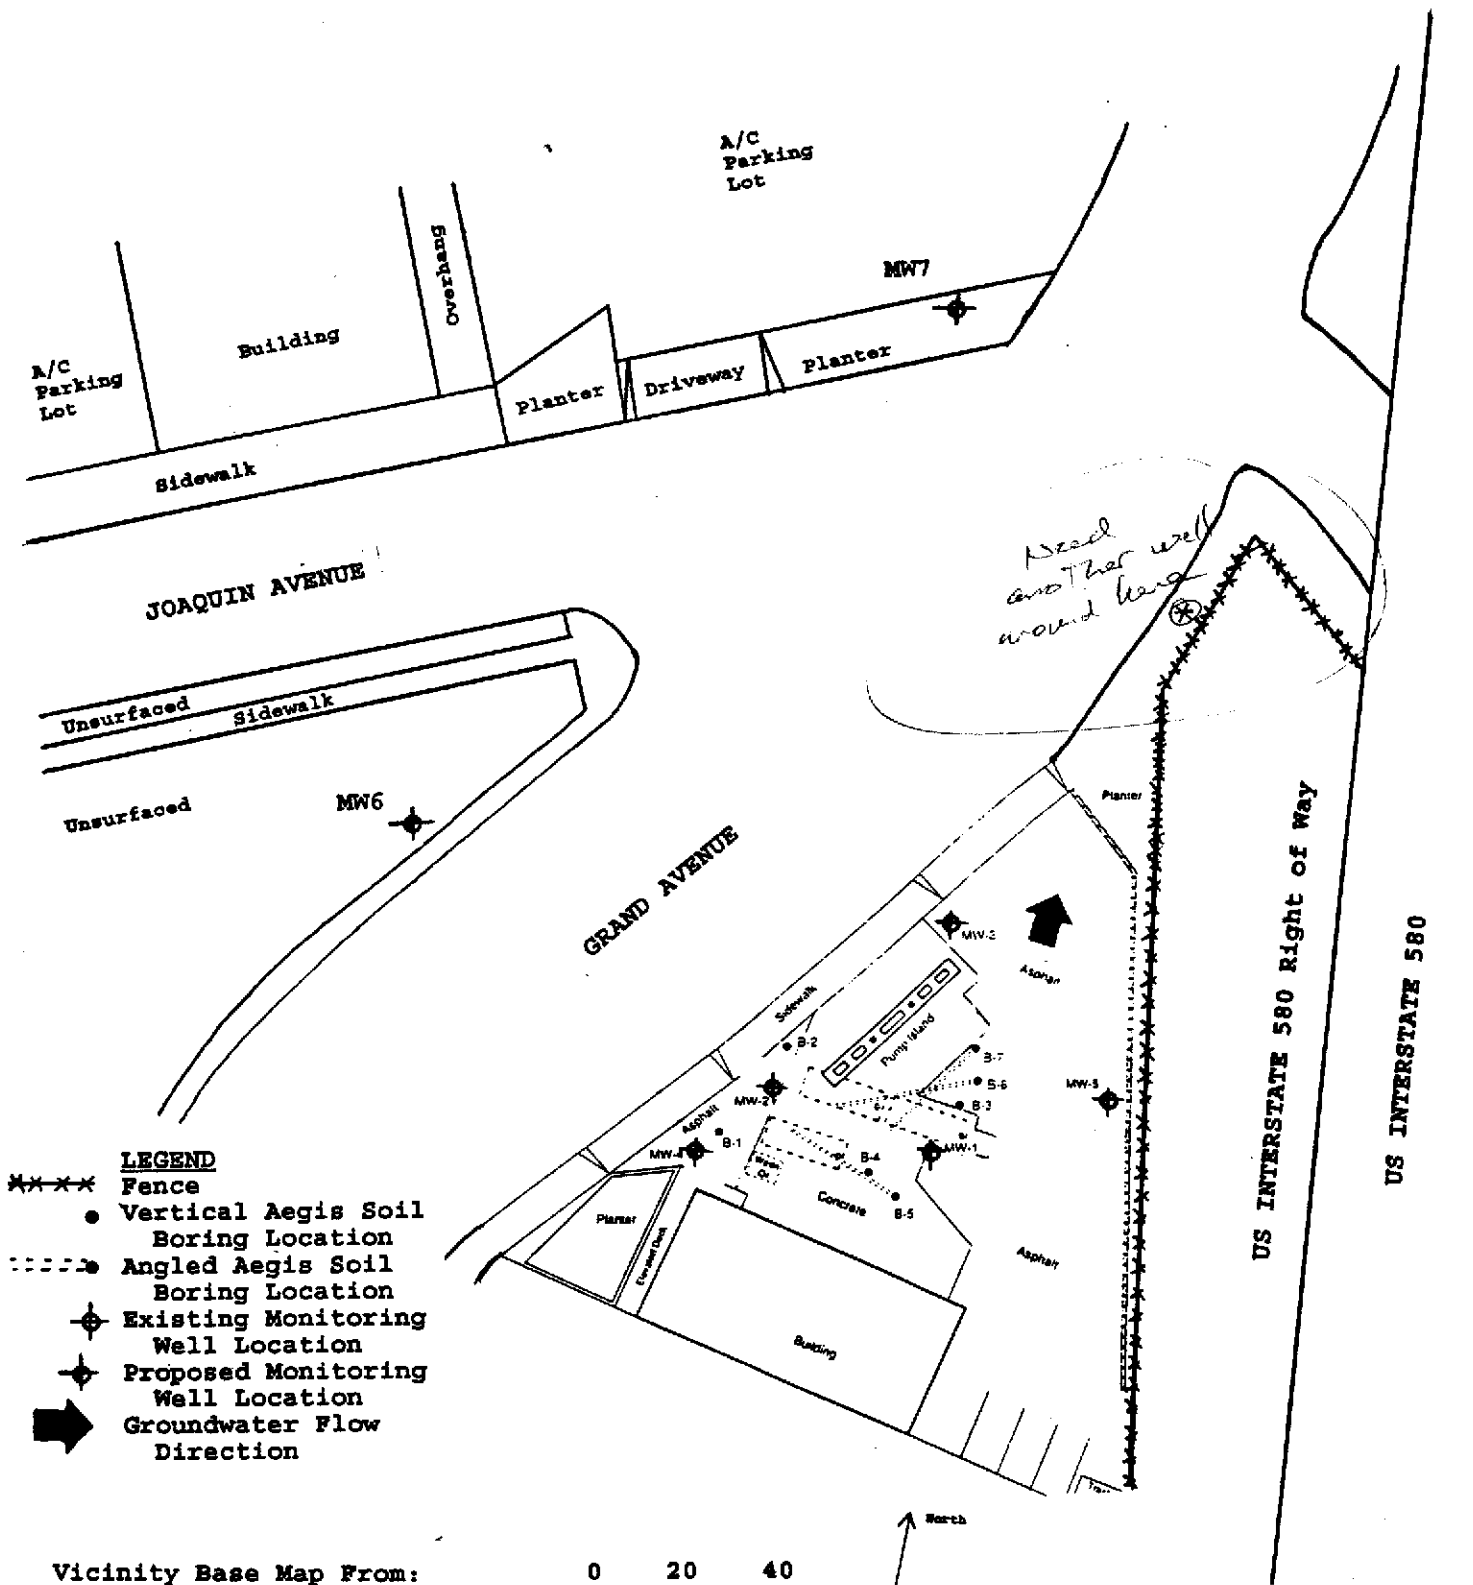 A/C
Parking
Lot
MW7
Overhang
Building
A/C
Parking
Lot
Planter
Driveway
Planter
Sidewalk
Need
another well
around here
JOAQUIN AVENUE
Unsurfaced
Sidewalk
Unsurfaced
MW6
GRAND AVENUE
Planter
US INTERSTATE 580 Right of Way
US INTERSTATE 580
MW-3
Asphalt
Sidewalk
Pump Island
B-2
B-7
B-6
B-3
MW-5
MW-2
Asphalt
B-1
MW-4
MW-1
B-4
B-5
Concrete
Planter
Elevated Deck
Asphalt
Building
LEGEND
Fence
Vertical Aegis Soil
Boring Location
Angled Aegis Soil
Boring Location
Existing Monitoring
Well Location
Proposed Monitoring
Well Location
Groundwater Flow
Direction
North
Vicinity Base Map From:
0 20 40